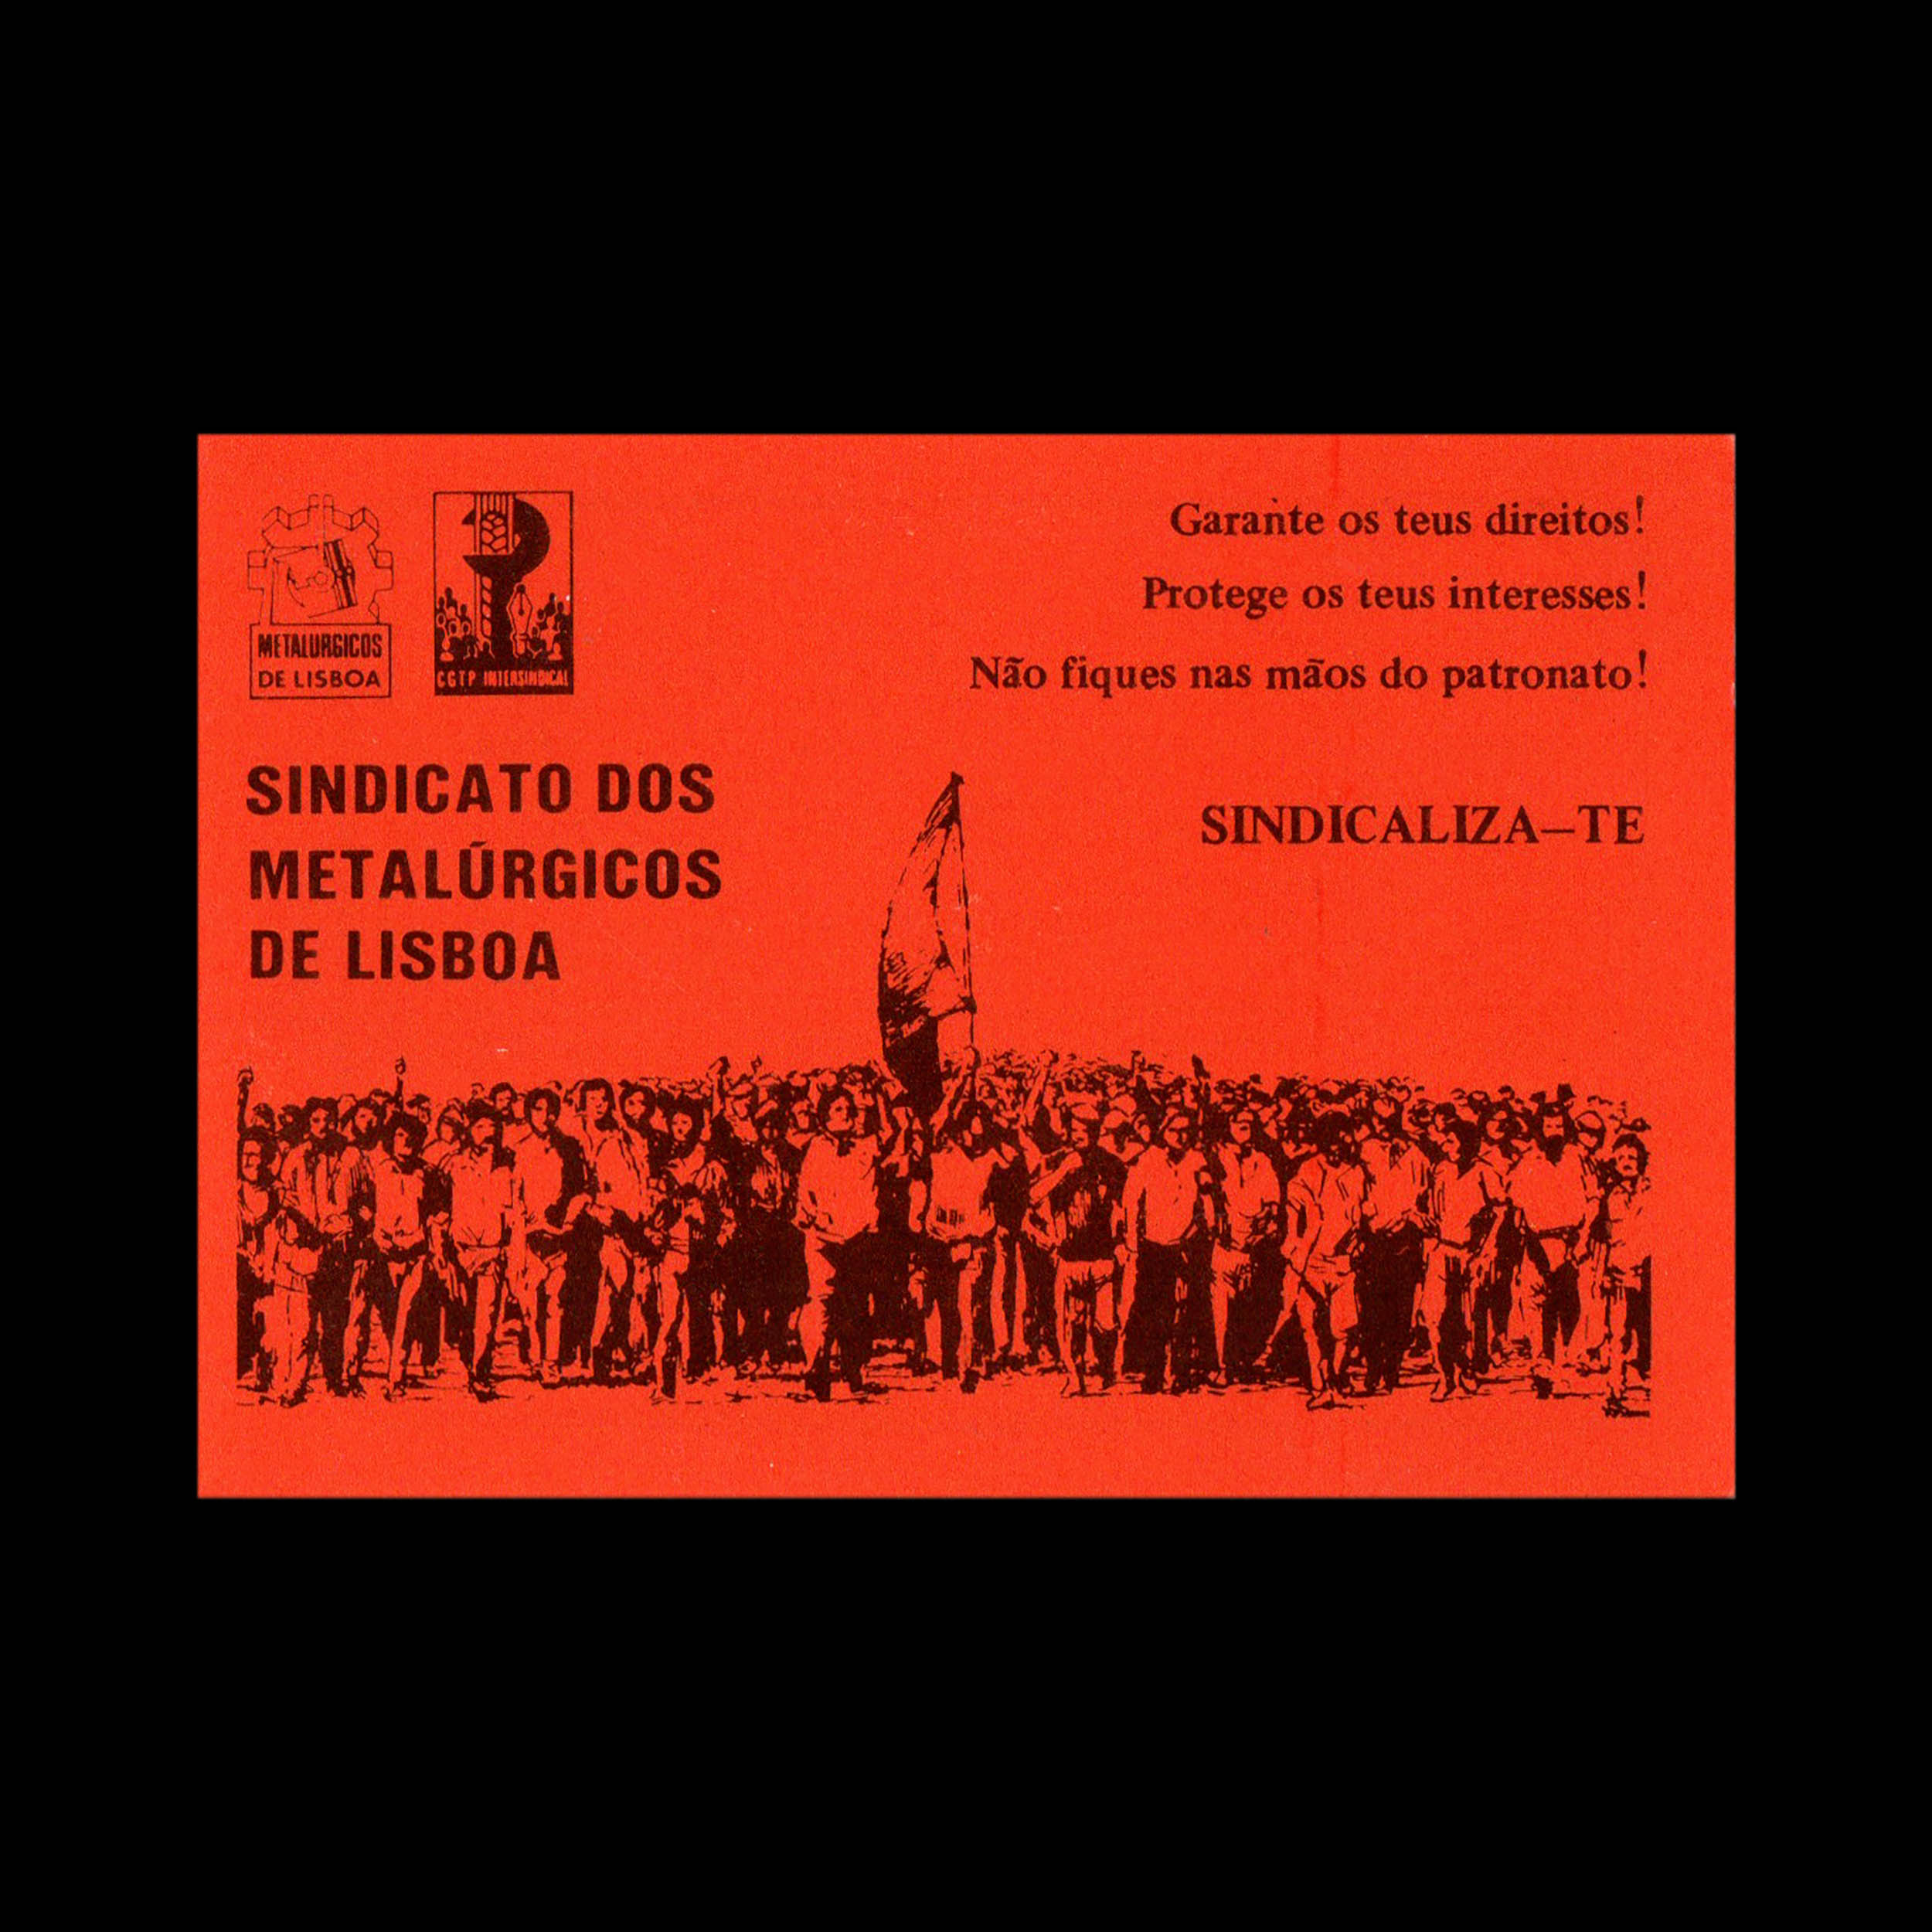 METALURGICOS
DE LISBOA
CGTP INTERSINDICAL
SINDICATO DOS
METALÚRGICOS
DE LISBOA
Garante os teus direitos!
Protege os teus interesses!
Não fiques nas mãos do patronato!
SINDICALIZA—TE